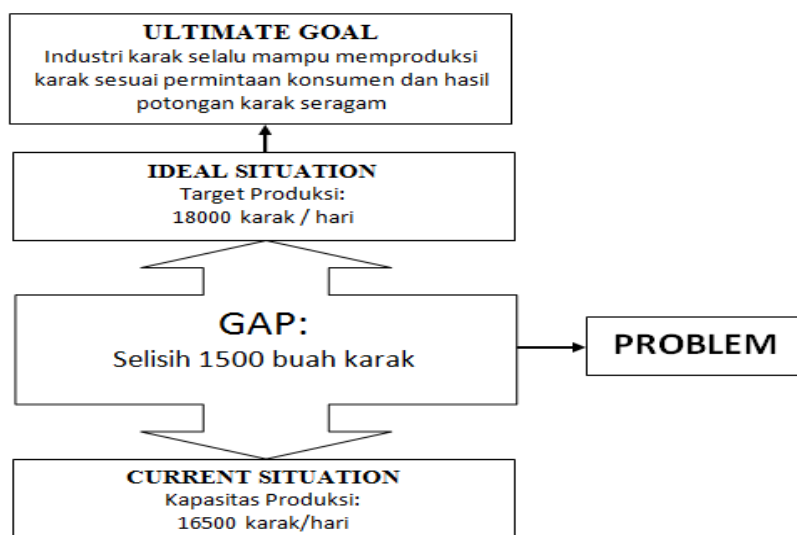 ULTIMATE GOAL
Industri karak selalu mampu memproduksi
karak sesuai permintaan konsumen dan hasil
potongan karak seragam
IDEAL SITUATION
Target Produksi:
18000 karak / hari
GAP:
Selisih 1500 buah karak
PROBLEM
CURRENT SITUATION
Kapasitas Produksi:
16500 karak/hari